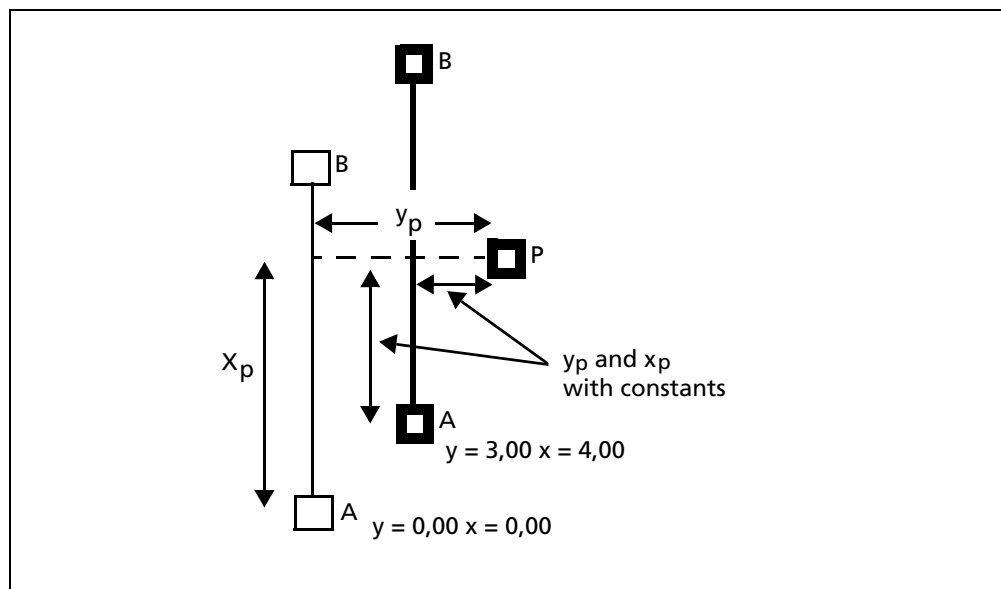 B
B
yp
P
Xp
yp and xp
with constants
A
y = 3,00 x = 4,00
A
y = 0,00 x = 0,00